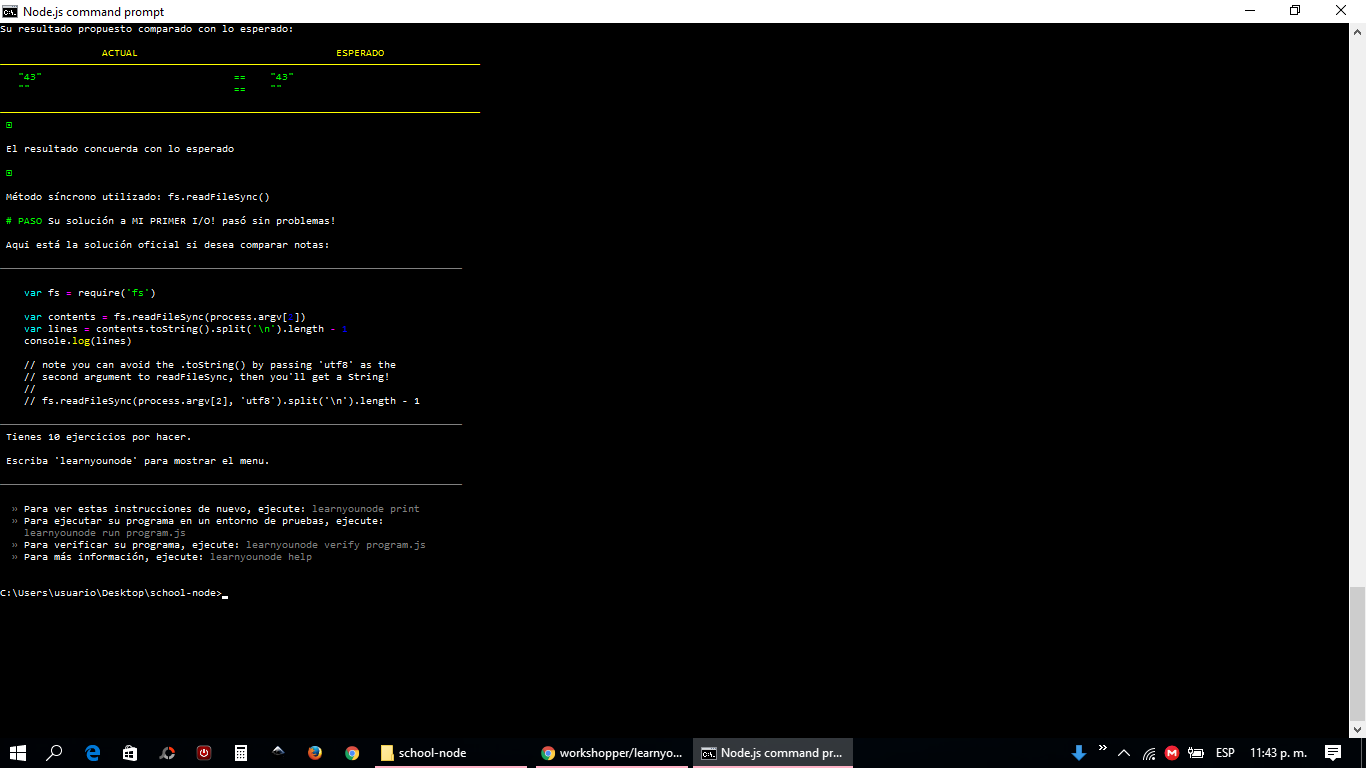 Node.js command prompt
Su resultado propuesto comparado con lo esperado:
ACTUAL ESPERADO
"43" == "43"
"" == ""
El resultado concuerda con lo esperado
Método síncrono utilizado: fs.readFileSync()
# PASO Su solución a MI PRIMER I/O! pasó sin problemas!
Aqui está la solución oficial si desea comparar notas:
var fs = require('fs')
var contents = fs.readFileSync(process.argv[2])
var lines = contents.toString().split('\n').length - 1
console.log(lines)
// note you can avoid the .toString() by passing 'utf8' as the
// second argument to readFileSync, then you'll get a String!
//
// fs.readFileSync(process.argv[2], 'utf8').split('\n').length - 1
Tienes 10 ejercicios por hacer.
Escriba 'learnyounode' para mostrar el menu.
» Para ver estas instrucciones de nuevo, ejecute: learnyounode print
» Para ejecutar su programa en un entorno de pruebas, ejecute:
learnyounode run program.js
» Para verificar su programa, ejecute: learnyounode verify program.js
» Para más información, ejecute: learnyounode help
C:\Users\usuario\Desktop\school-node>
school-node workshopper/learnyo... Node.js command pr... ESP 11:43 p. m.